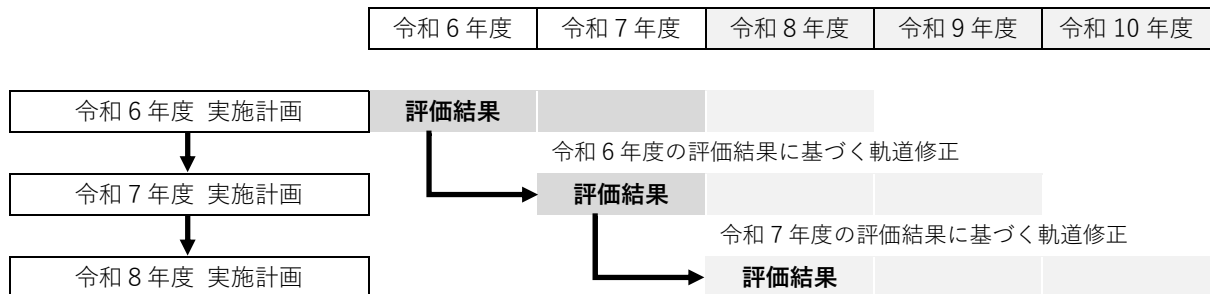 令和6年度 令和7年度 令和8年度 令和9年度 令和10年度
令和6年度 実施計画 評価結果
令和6年度の評価結果に基づく軌道修正
令和7年度 実施計画 評価結果
令和7年度の評価結果に基づく軌道修正
令和8年度 実施計画 評価結果